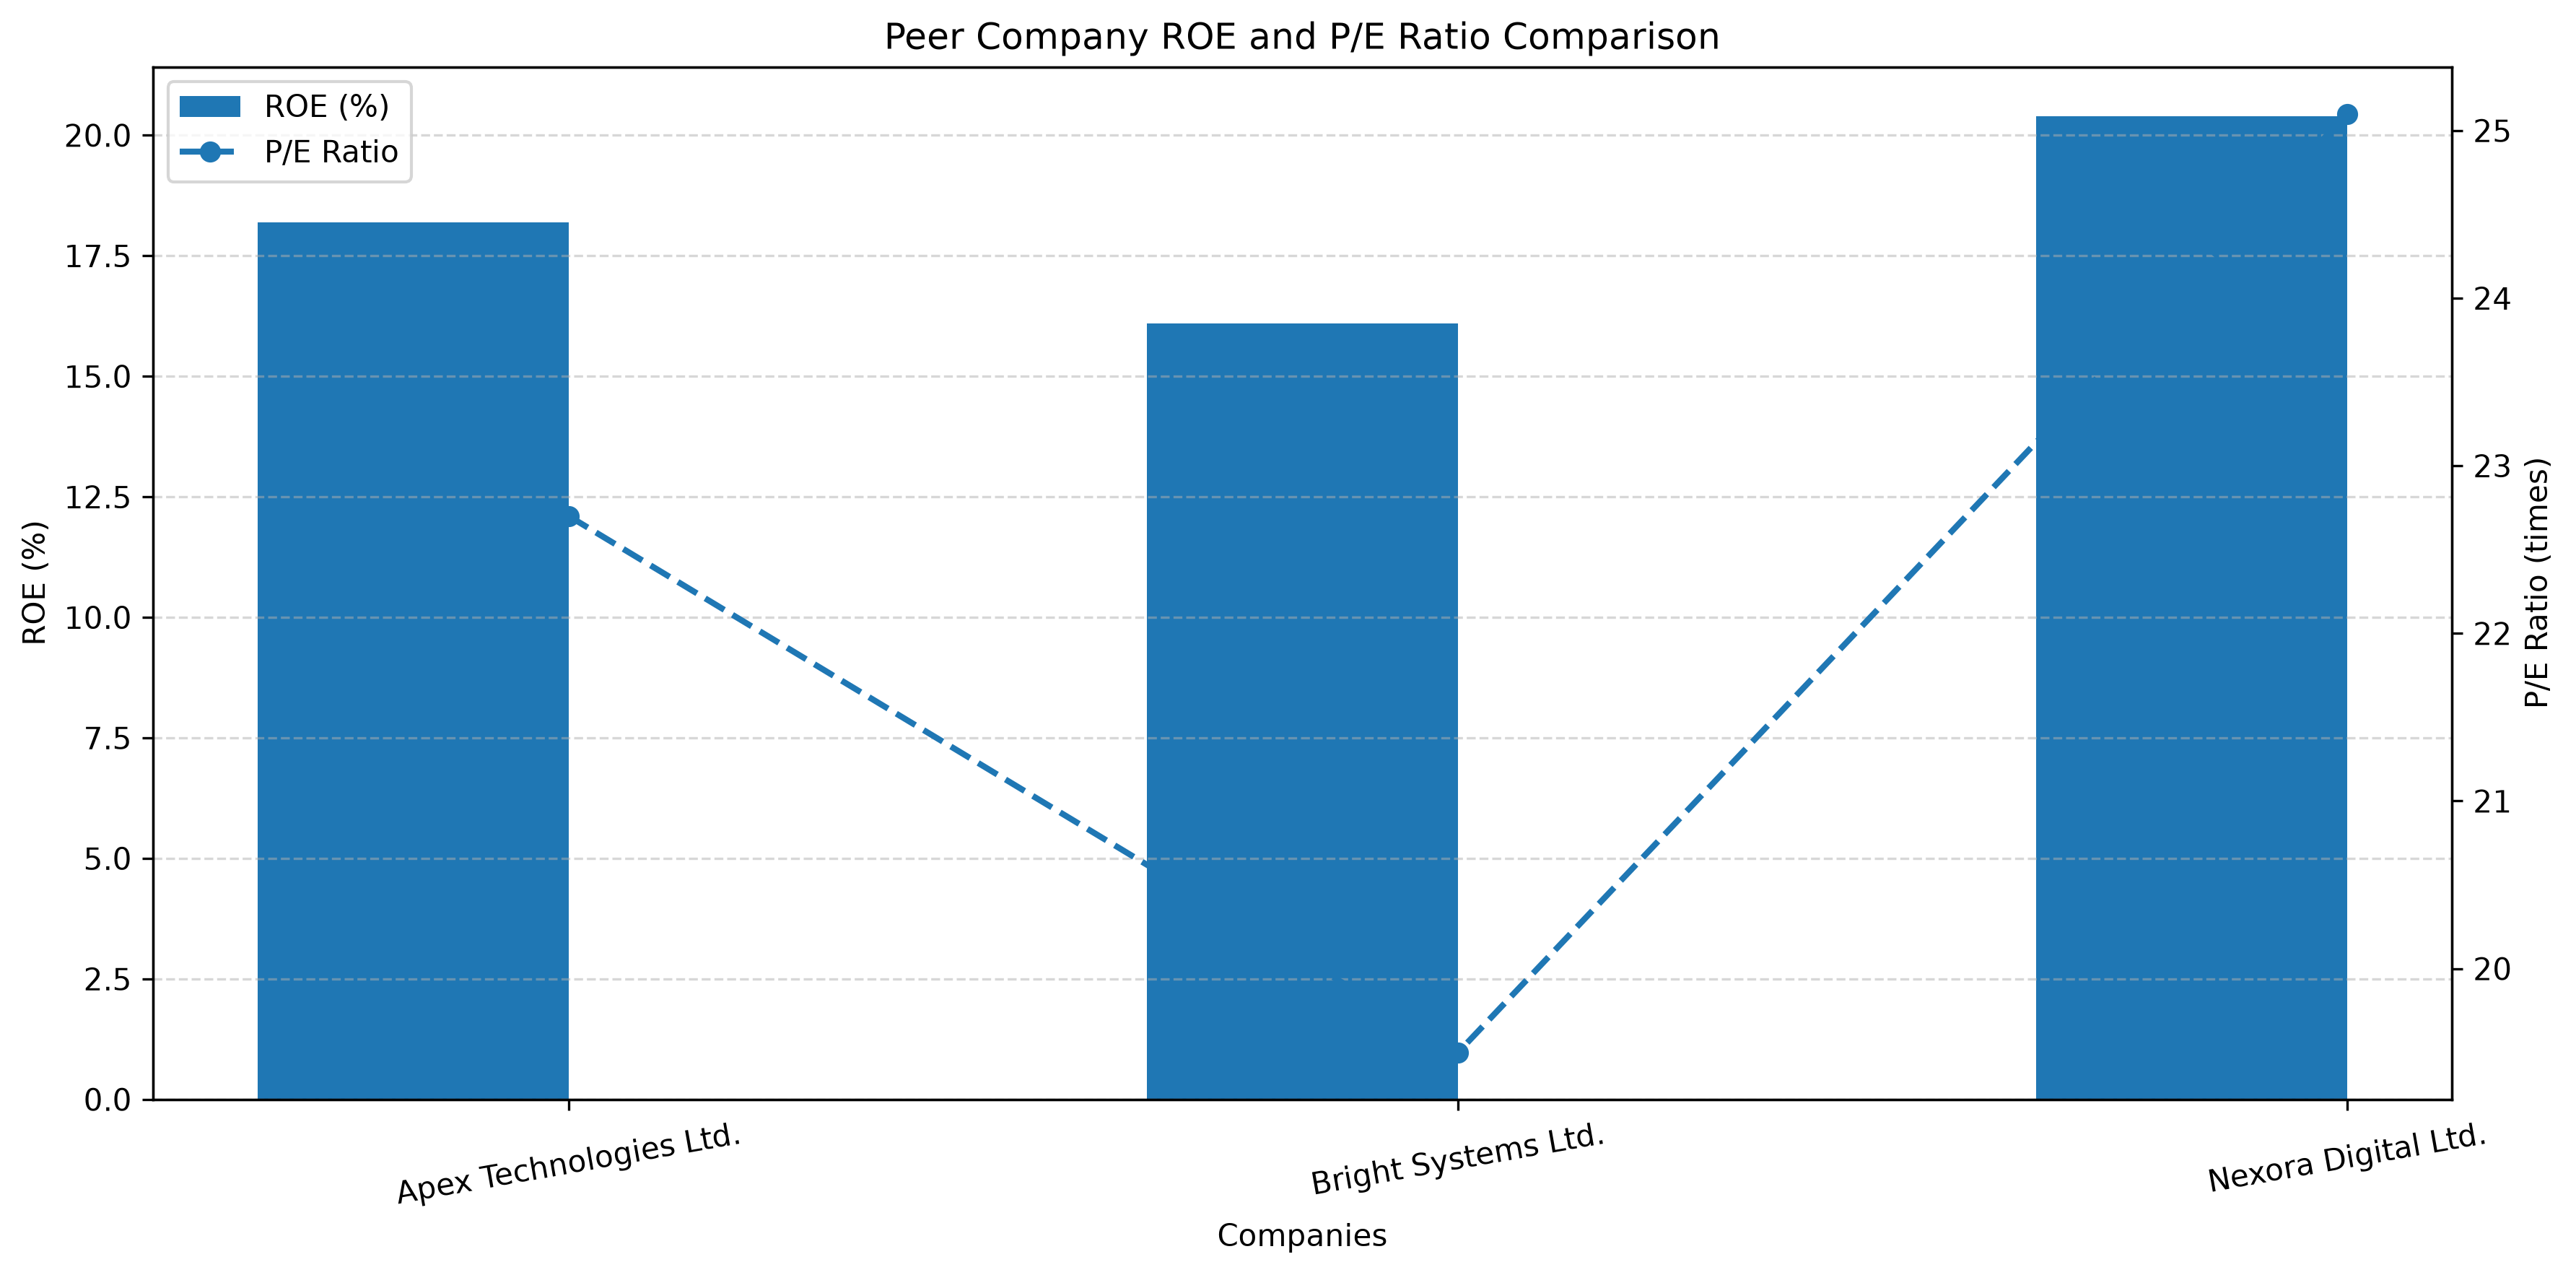 Peer Company ROE and P/E Ratio Comparison
ROE (%)
P/E Ratio
20.0
17.5
15.0
12.5
10.0
7.5
5.0
2.5
0.0
ROE (%)
25
24
23
22
21
20
P/E Ratio (times)
Apex Technologies Ltd.
Bright Systems Ltd.
Nexora Digital Ltd.
Companies